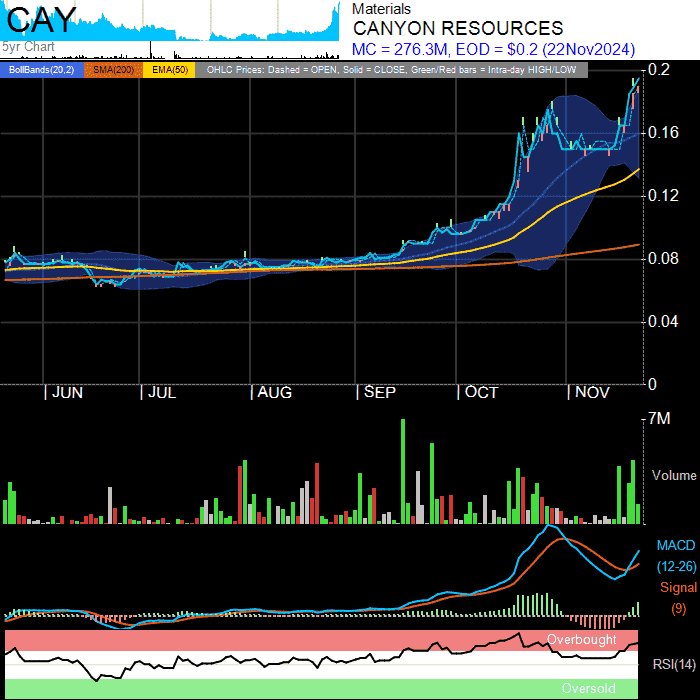 CAY
5yr Chart
Materials
CANYON RESOURCES
MC = 276.3M, EOD = $0.2 (22Nov2024)
BollBands(20,2) SMA(200) EMA(50) OHLC Prices: Dashed = OPEN, Solid = CLOSE, Green/Red bars = Intra-day HIGH/LOW
0.2
0.16
0.12
0.08
0.04
0
JUN JUL AUG SEP OCT NOV
7M
Volume
MACD
(12-26)
Signal
(9)
Overbought
RSI(14)
Oversold